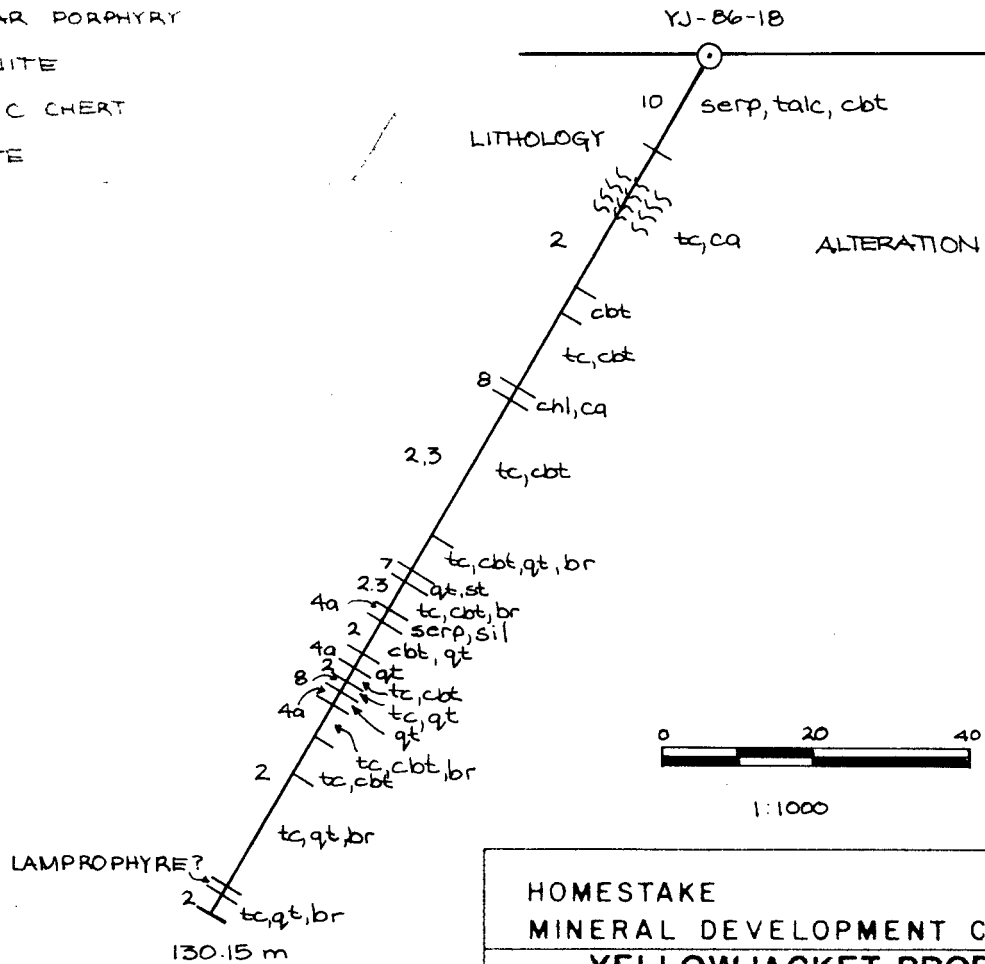 YJ-86-18
PORPHYRY
CHERT
10 serp, talc, cbt
LITHOLOGY
2 tc, ca
ALTERATION
cbt
tc, cbt
8 chl, ca
2,3 tc, cbt
tc, cbt, qt, br
7 qt, st
2.3 tc, cbt, br
4a serp, sil
2 cbt, qt
4a qt
2 tc, cbt
8 tc, qt
4a qt
tc, cbt, br
2 tc, cbt
tc, qt, br
LAMPROPHYRE?
2 tc, qt, br
130.15 m
0 20 40
1:1000
HOMESTAKE
MINERAL DEVELOPMENT C
YELLOWJACKET PROP